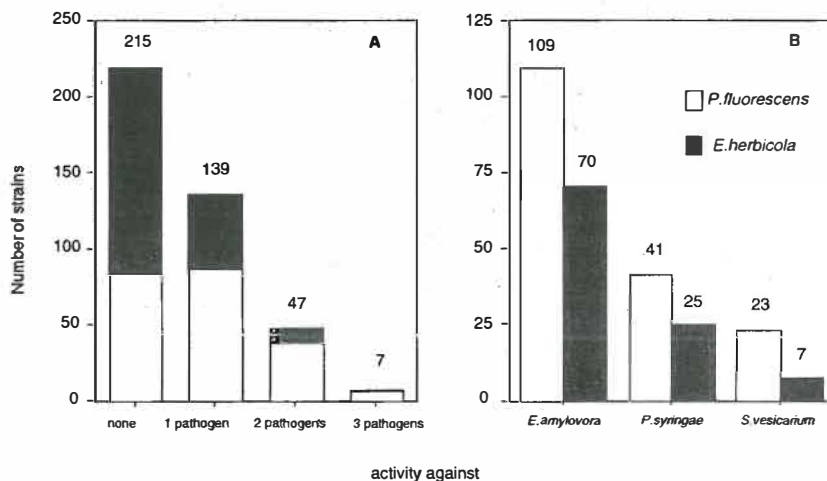 250
200
150
100
50
0
Number of strains
A
215
139
47
7
none
1 pathogen
2 pathogens
3 pathogens
125
100
75
50
25
0
B
109
70
41
25
23
7
P.fluorescens
E.herbicola
E.amylovora
P.syringae
S.vesicarium
activity against